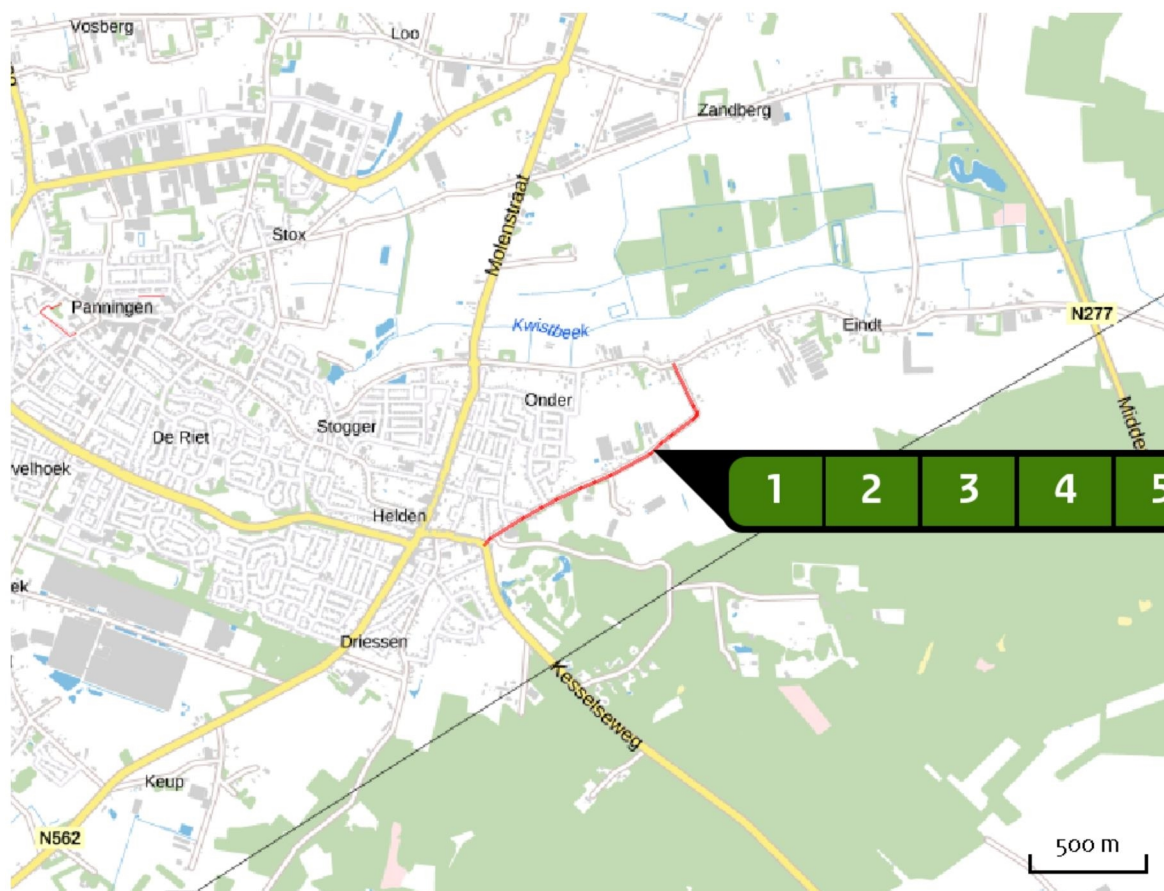 Vosberg
Loo
Zandberg
Molenstraat
Stox
Panningen
Kwistbeek
Eindt
N277
Onder
Stogger
De Riet
velhoek
Midde
1 2 3 4 5
Helden
ek
Driessen
Kesselseweg
Keup
N562
500 m